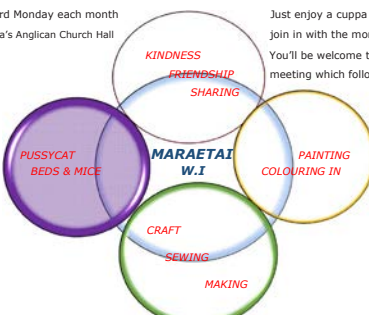 rd Monday each month
a's Anglican Church Hall
Just enjoy a cuppa
join in with the mor
You'll be welcome t
meeting which follo
KINDNESS
FRIENDSHIP
SHARING
PUSSYCAT
BEDS & MICE
MARAETAI
W.I
PAINTING
COLOURING IN
CRAFT
SEWING
MAKING